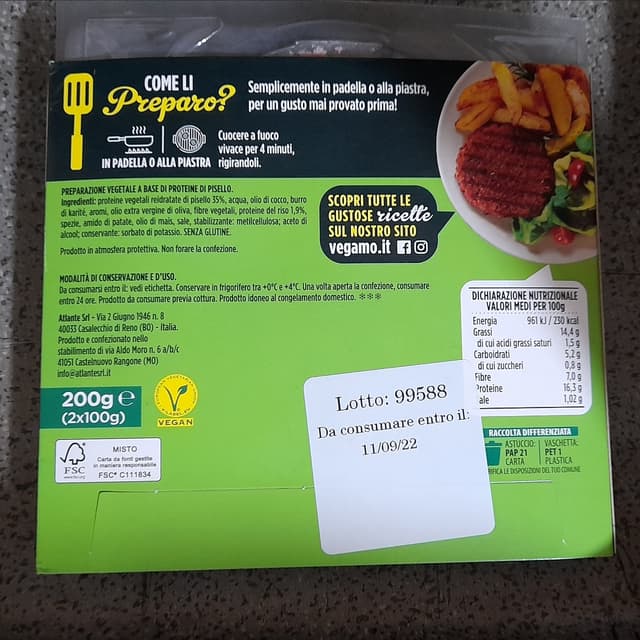 COME LI
Preparo?
Semplicemente in padella o alla piastra,
per un gusto mai provato prima!
IN PADELLA O ALLA PIASTRA
Cuocere a fuoco
vivace per 4 minuti,
rigirandoli.
PREPARAZIONE VEGETALE A BASE DI PROTEINE DI PISELLO.
Ingredienti: proteine vegetali reidratate di pisello 35%, acqua, olio di cocco, burro
di karité, aromi, olio extra vergine di oliva, fibre vegetali, proteine del riso 1,9%,
spezie, amido di patate, olio di mais, sale, stabilizzante: metilcellulosa; aceto di
alcool; conservante: sorbato di potassio. SENZA GLUTINE.
Prodotto in atmosfera protettiva. Non forare la confezione.
SCOPRI TUTTE LE
GUSTOSE ricette
SUL NOSTRO SITO
vegamo.it
MODALITÀ DI CONSERVAZIONE E D'USO.
Da consumarsi entro il: vedi etichetta. Conservare in frigorifero tra +0°C e +4°C. Una volta aperta la confezione, consumare
entro 24 ore. Prodotto da consumare previa cottura. Prodotto idoneo al congelamento domestico. ***
Atlante Srl - Via 2 Giugno 1946 n. 8
40033 Casalecchio di Reno (BO) - Italia.
Prodotto e confezionato nello
stabilimento di via Aldo Moro n. 6 a/b/c
41051 Castelnuovo Rangone (MO)
info@atlantesrl.it
200g e
(2x100g)
VEGAN
FSC
www.fsc.org
MISTO
Carta da fonti gestite
in maniera responsabile
FSC® C111834
DICHIARAZIONE NUTRIZIONALE
VALORI MEDI PER 100g
Energia 961 kJ / 230 kcal
Grassi 14,4 g
di cui acidi grassi saturi 1,5 g
Carboidrati 5,2 g
di cui zuccheri 0,8 g
Fibre 7,0 g
Proteine 16,3 g
ale 1,02 g
Lotto: 99588
Da consumare entro il:
11/09/22
RACCOLTA DIFFERENZIATA
ASTUCCIO: VASCHETTA:
PAP 21 PET 1
CARTA PLASTICA
RIFICA LE DISPOSIZIONI DEL TUO COMUNE